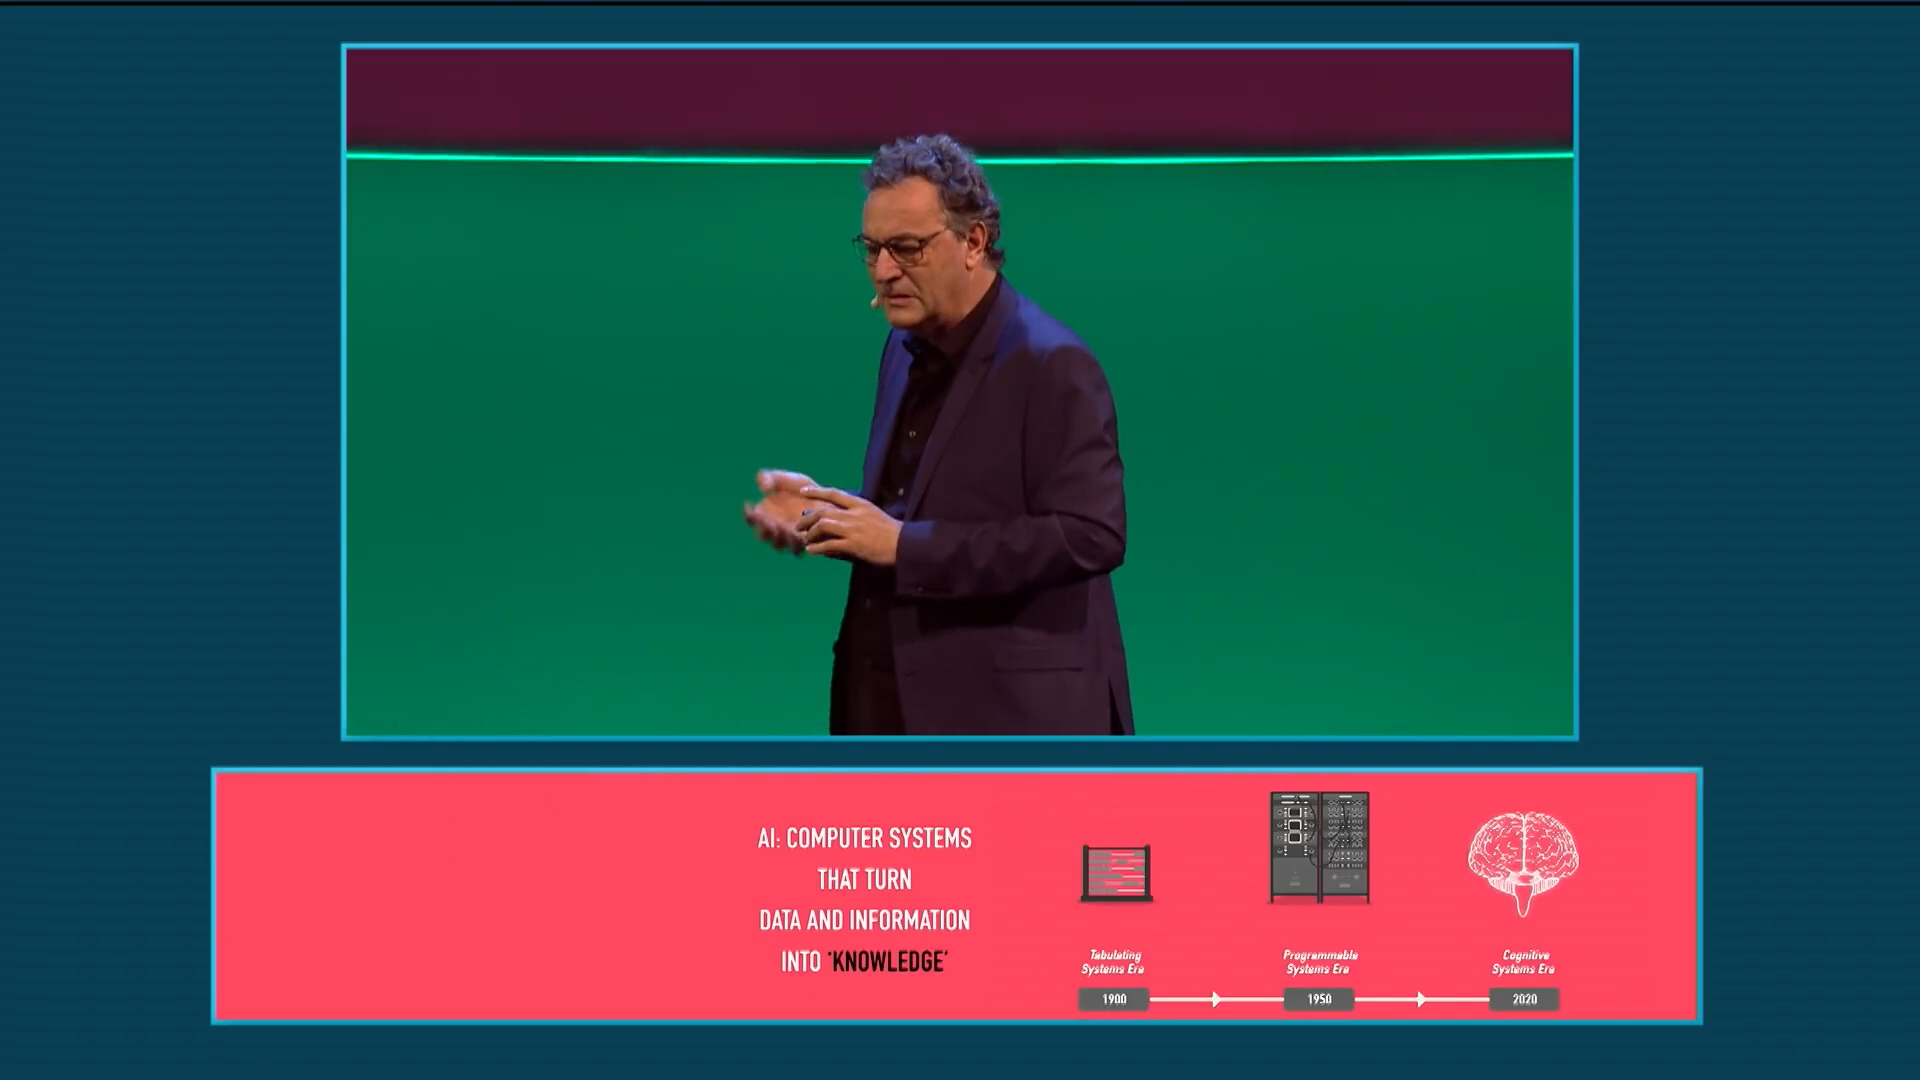 AI: COMPUTER SYSTEMS
THAT TURN
DATA AND INFORMATION
INTO 'KNOWLEDGE'
Tabulating
Systems Era
Programmable
Systems Era
Cognitive
Systems Era
1900
1950
2020